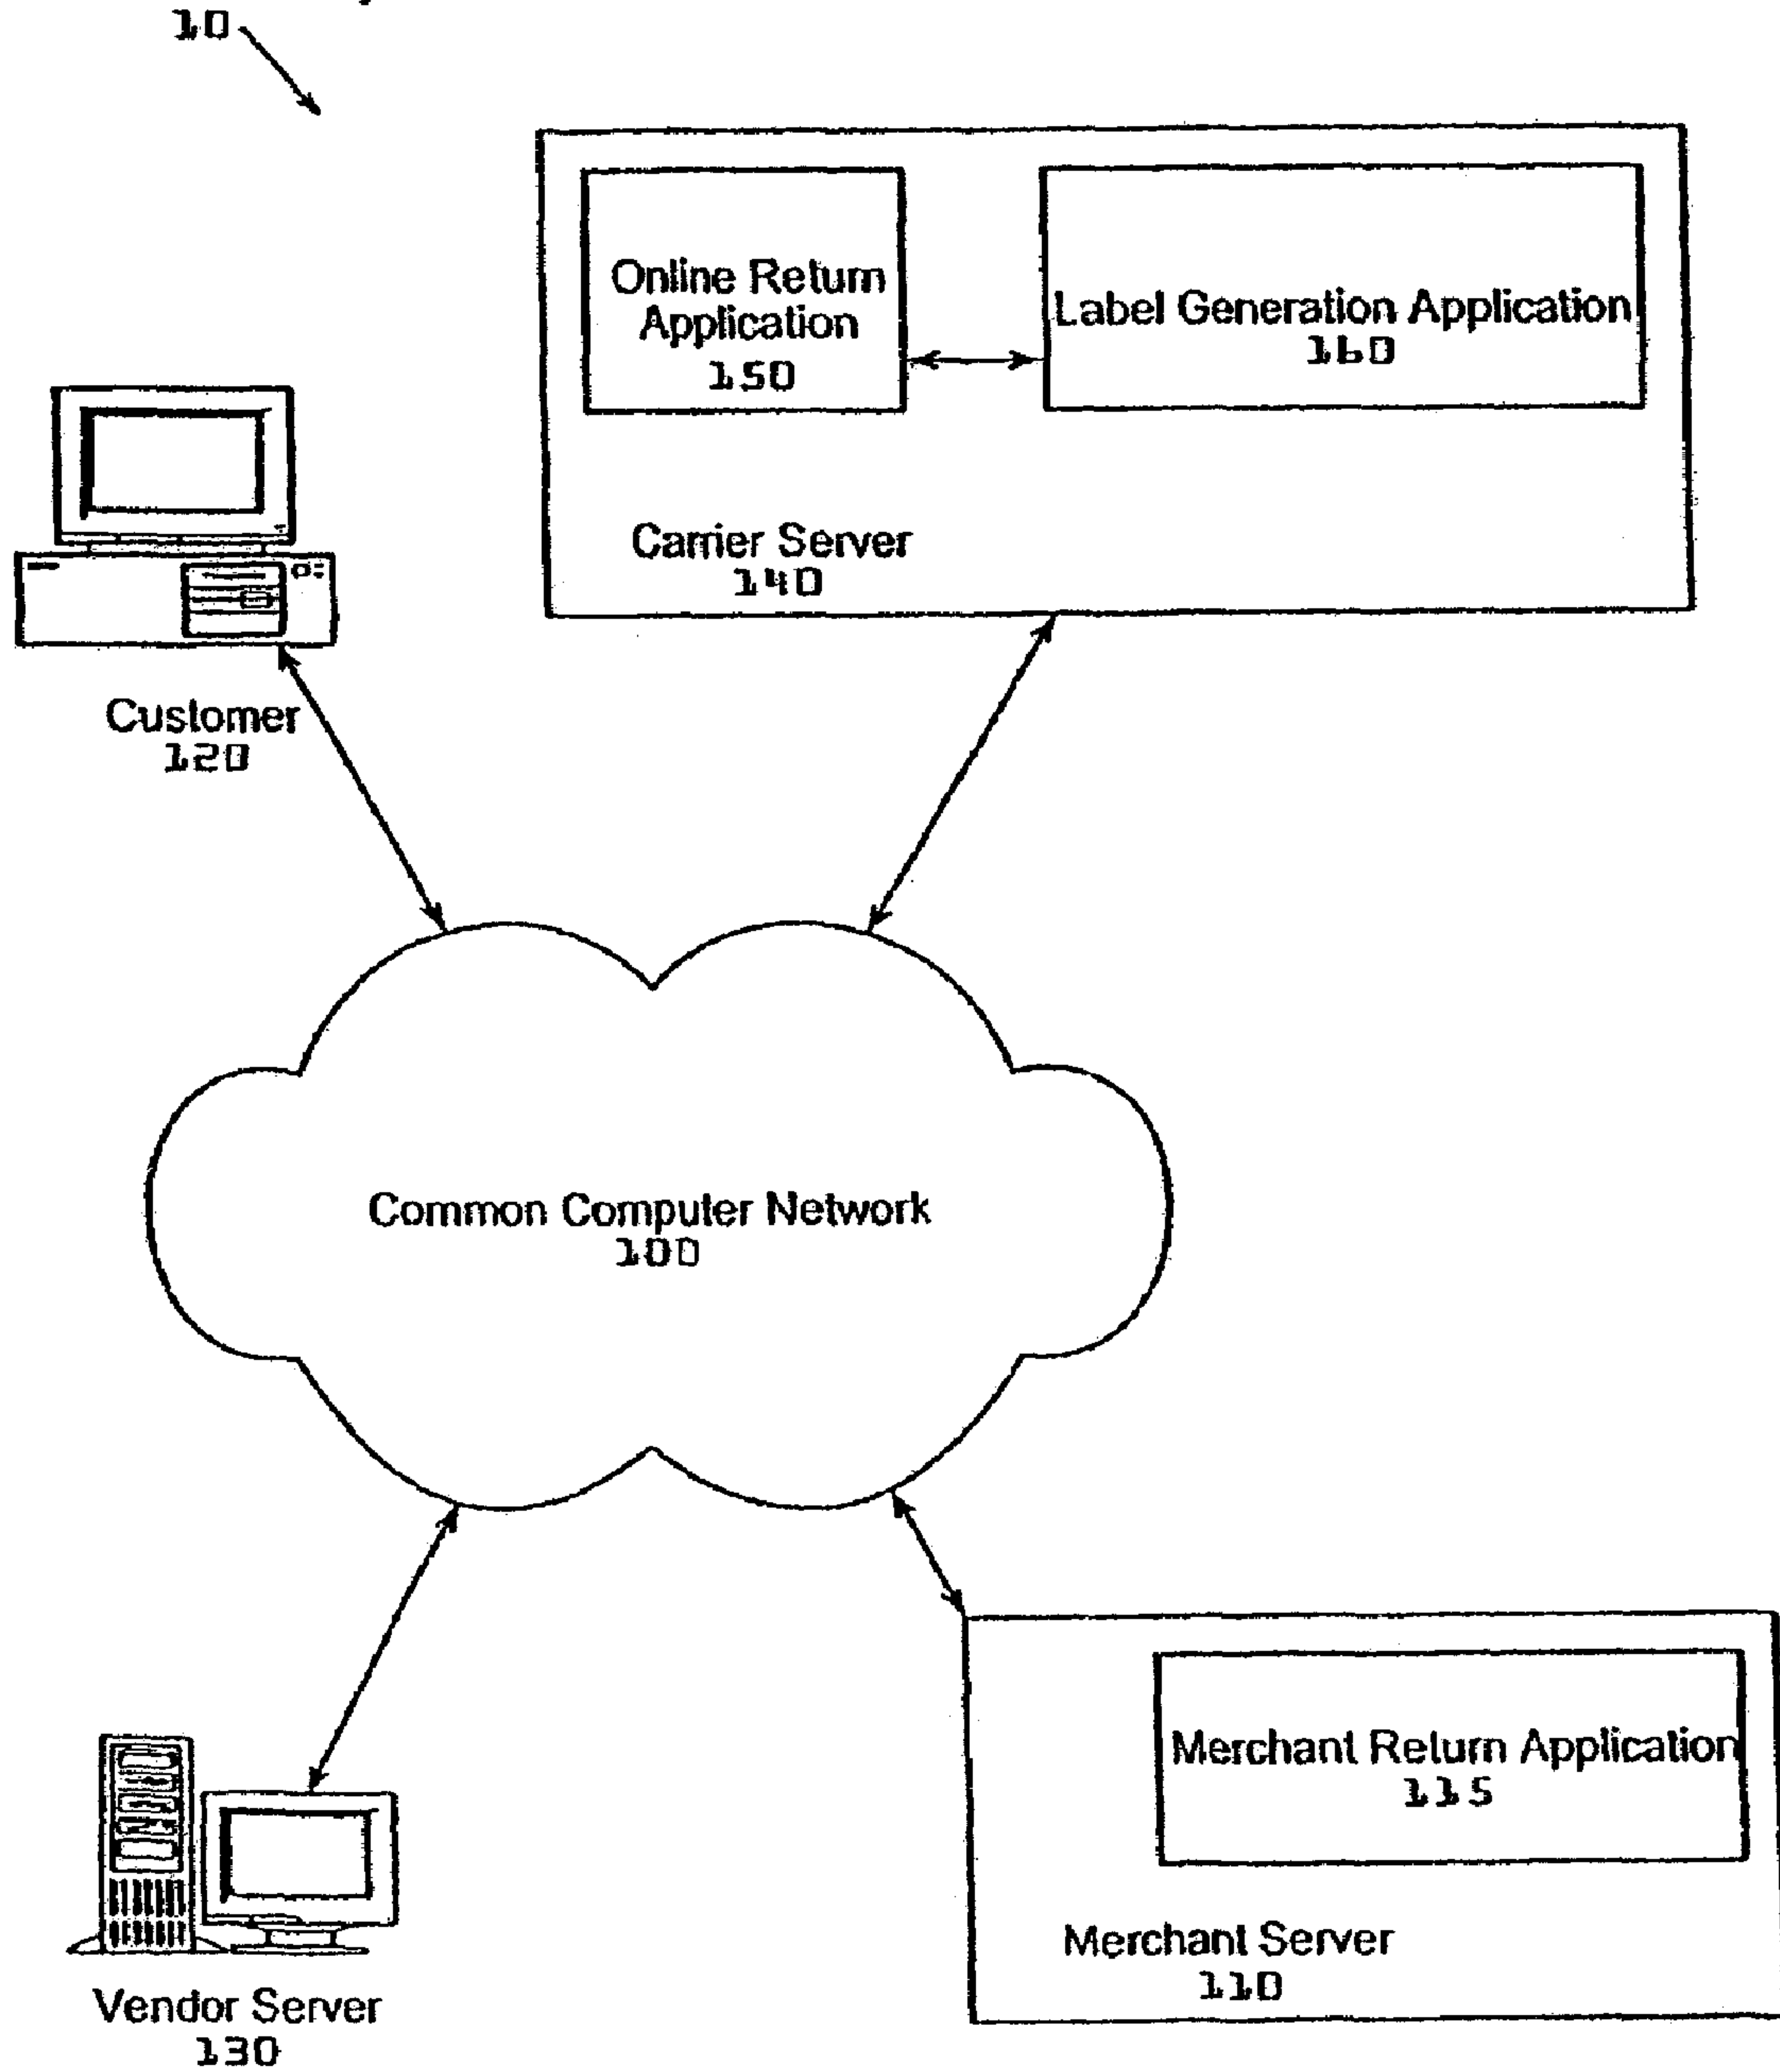 10
Online Return
Application
150
Label Generation Application
160
Carrier Server
140
Customer
120
Common Computer Network
100
Merchant Return Application
115
Merchant Server
110
Vendor Server
130